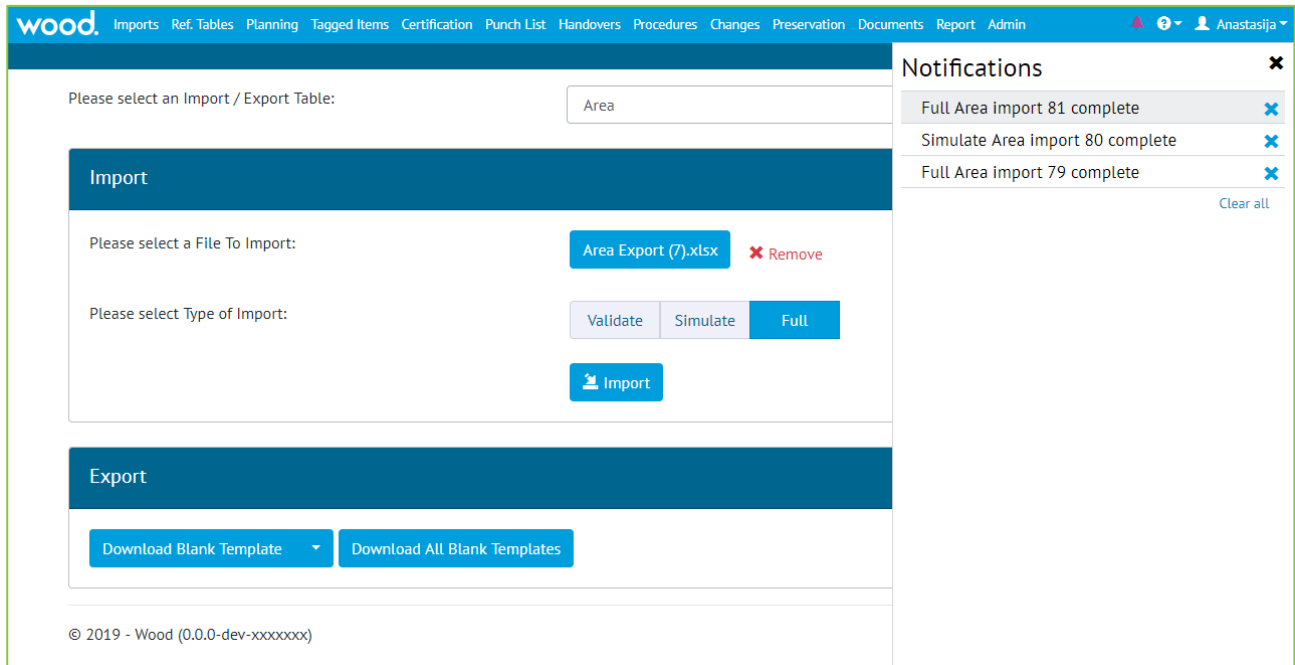 wood. Imports Ref. Tables Planning Tagged Items Certification Punch List Handovers Procedures Changes Preservation Documents Report Admin Anastasija
Notifications
Please select an Import / Export Table:
Area
Full Area import 81 complete
Simulate Area import 80 complete
Full Area import 79 complete
Clear all
Import
Please select a File To Import:
Area Export (7).xlsx
Remove
Please select Type of Import:
Validate Simulate Full
Import
Export
Download Blank Template Download All Blank Templates
© 2019 - Wood (0.0.0-dev-xxxxxxx)